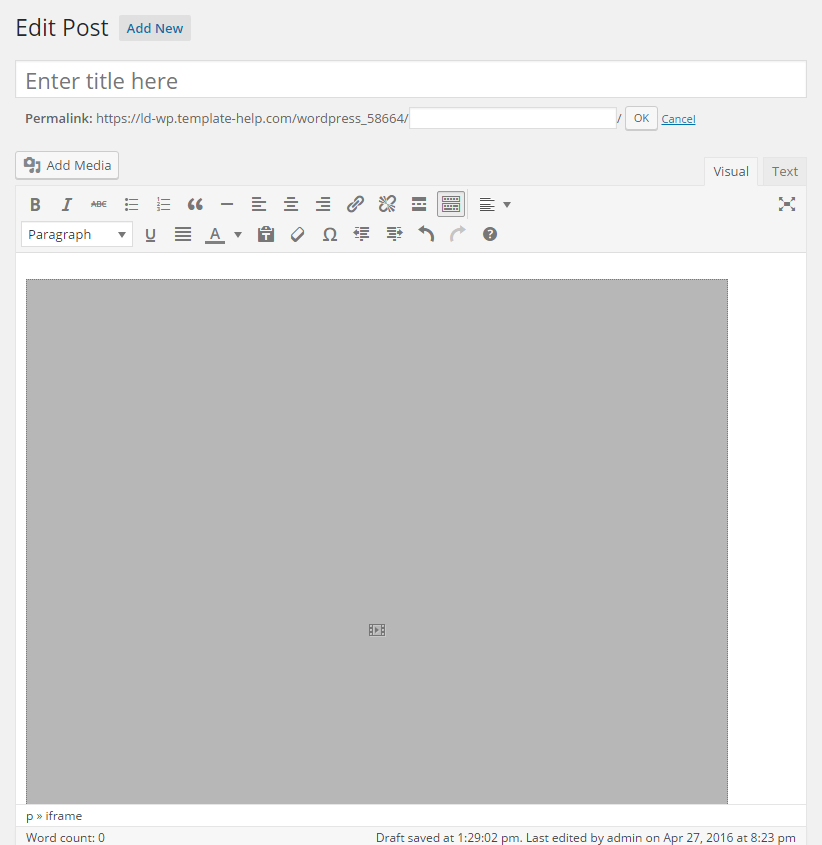 Edit Post Add New
Enter title here
Permalink: https://ld-wp.template-help.com/wordpress_58664/ / OK Cancel
Add Media
Visual Text
B I ABC
Paragraph U A Ω ?
p » iframe
Word count: 0 Draft saved at 1:29:02 pm. Last edited by admin on Apr 27, 2016 at 8:23 pm